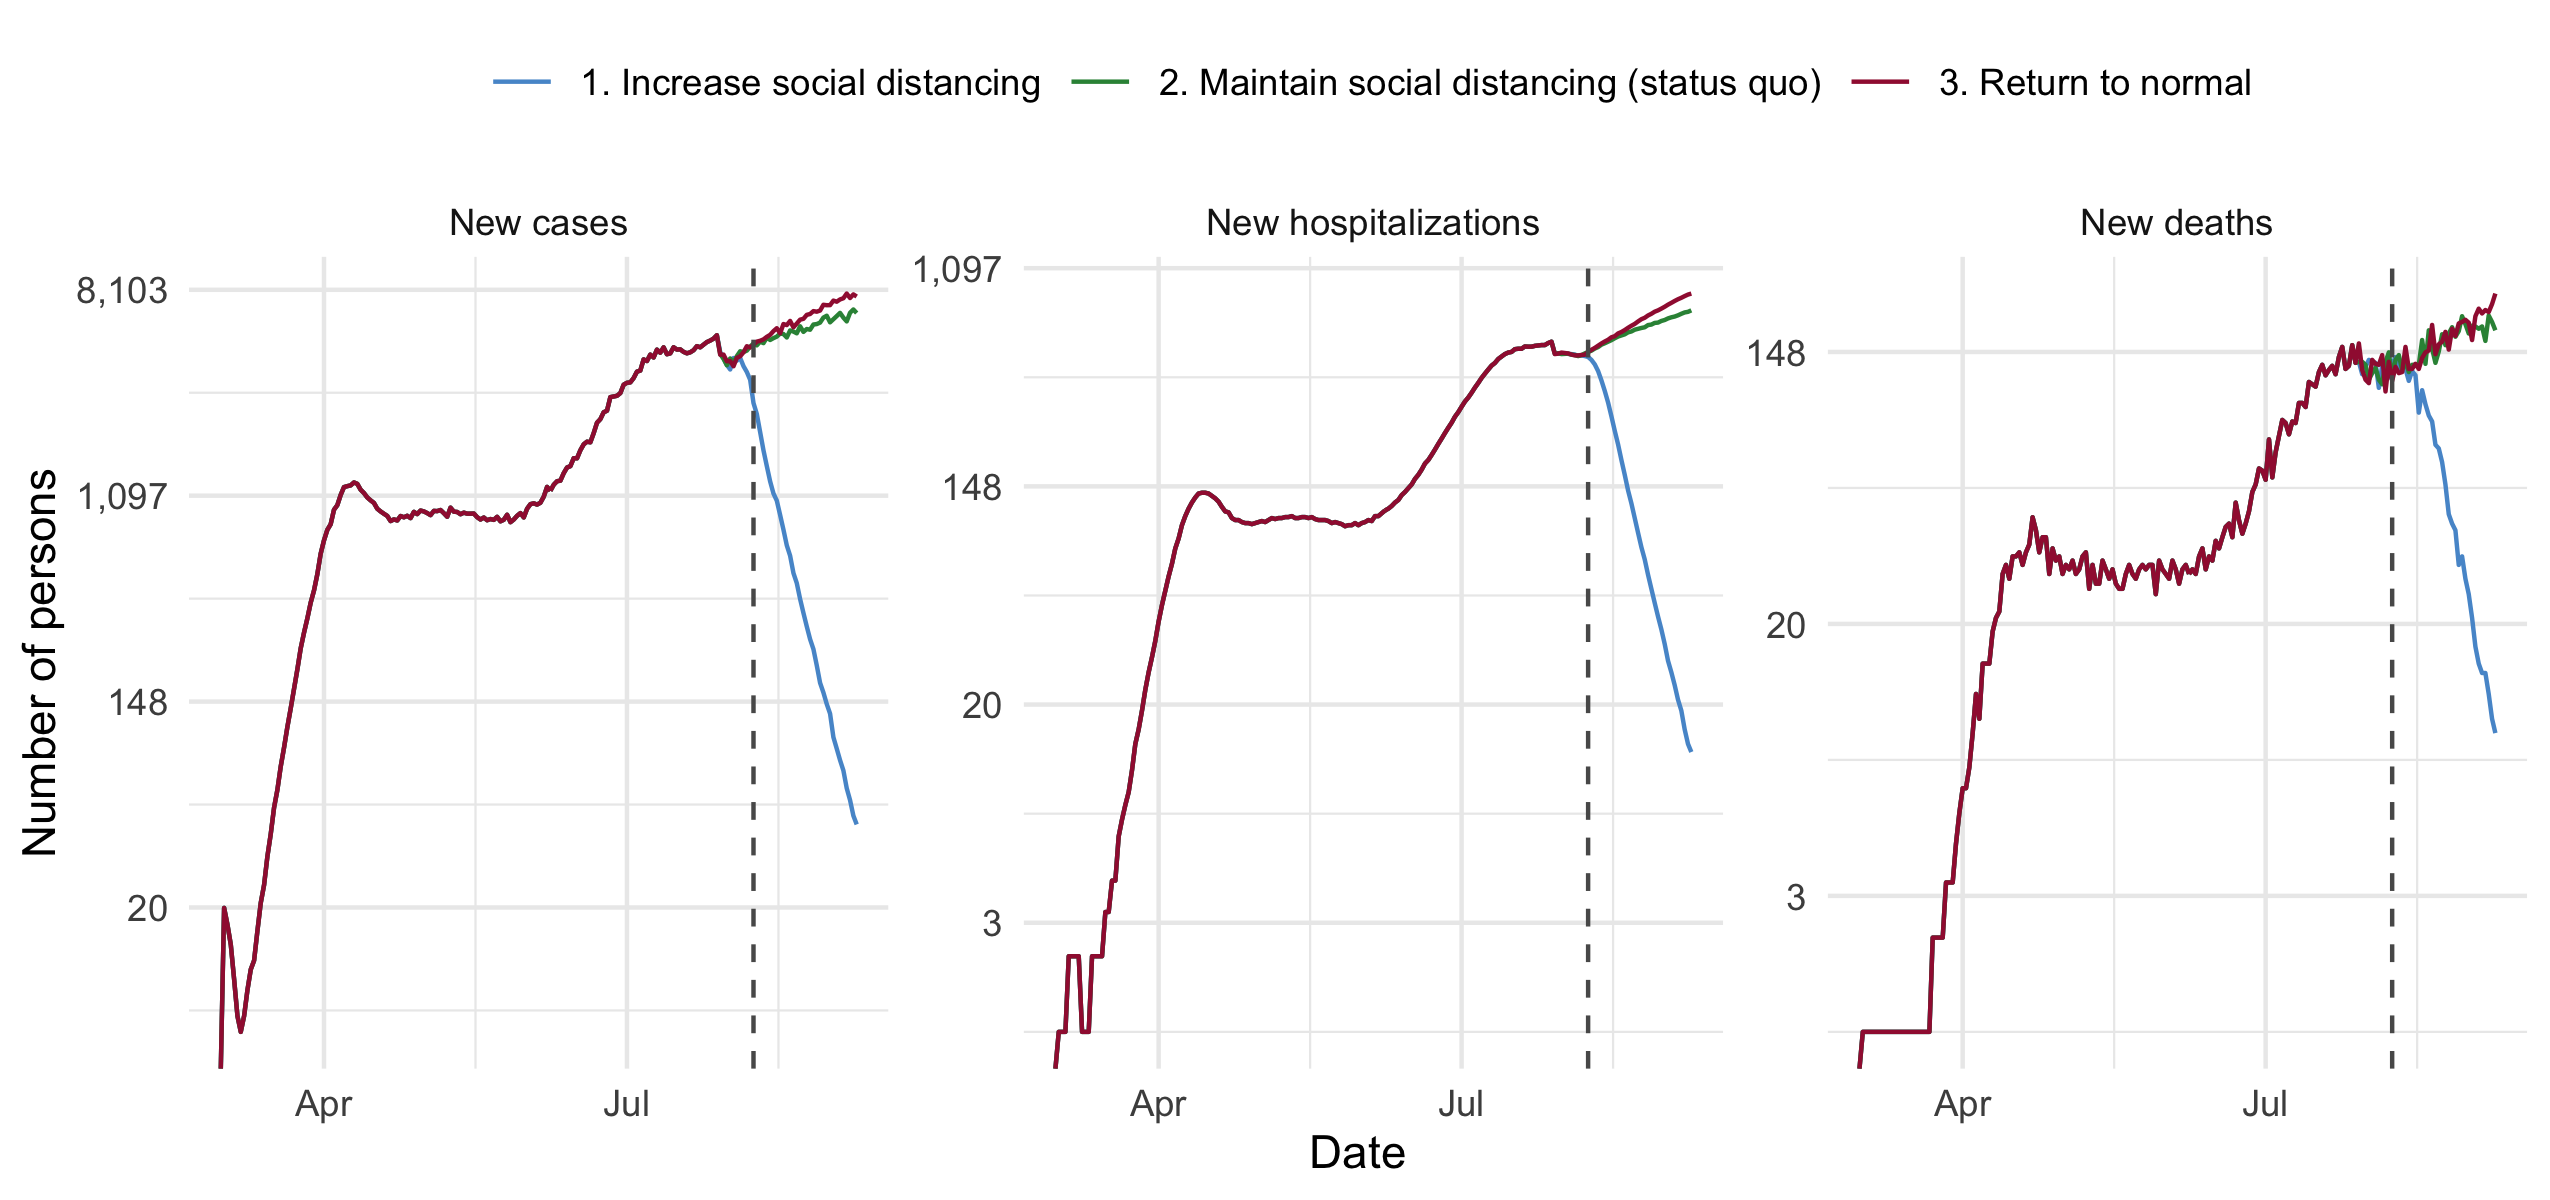 1. Increase social distancing 2. Maintain social distancing (status quo) 3. Return to normal
New cases New hospitalizations New deaths
Number of persons
8,103
1,097
148
20
1,097
148
20
3
148
20
3
Apr Jul Apr Jul Apr Jul
Date